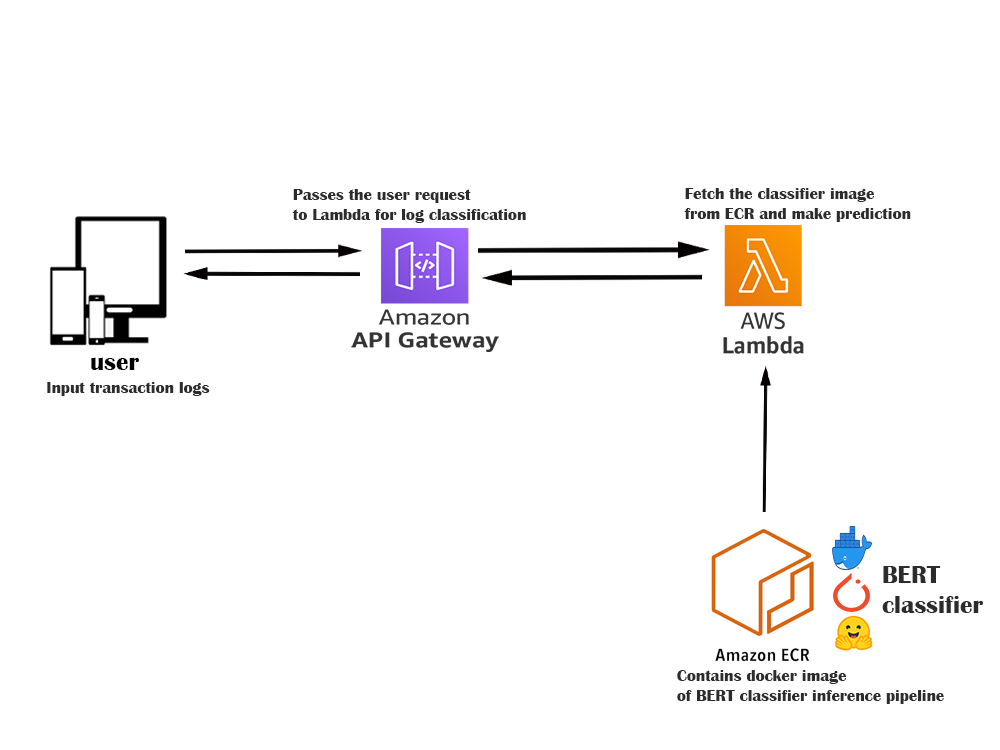 Passes the user request
to Lambda for log classification
Fetch the classifier image
from ECR and make prediction
</>
Amazon
API Gateway
AWS
Lambda
user
Input transaction logs
BERT
classifier
Amazon ECR
Contains docker image
of BERT classifier inference pipeline